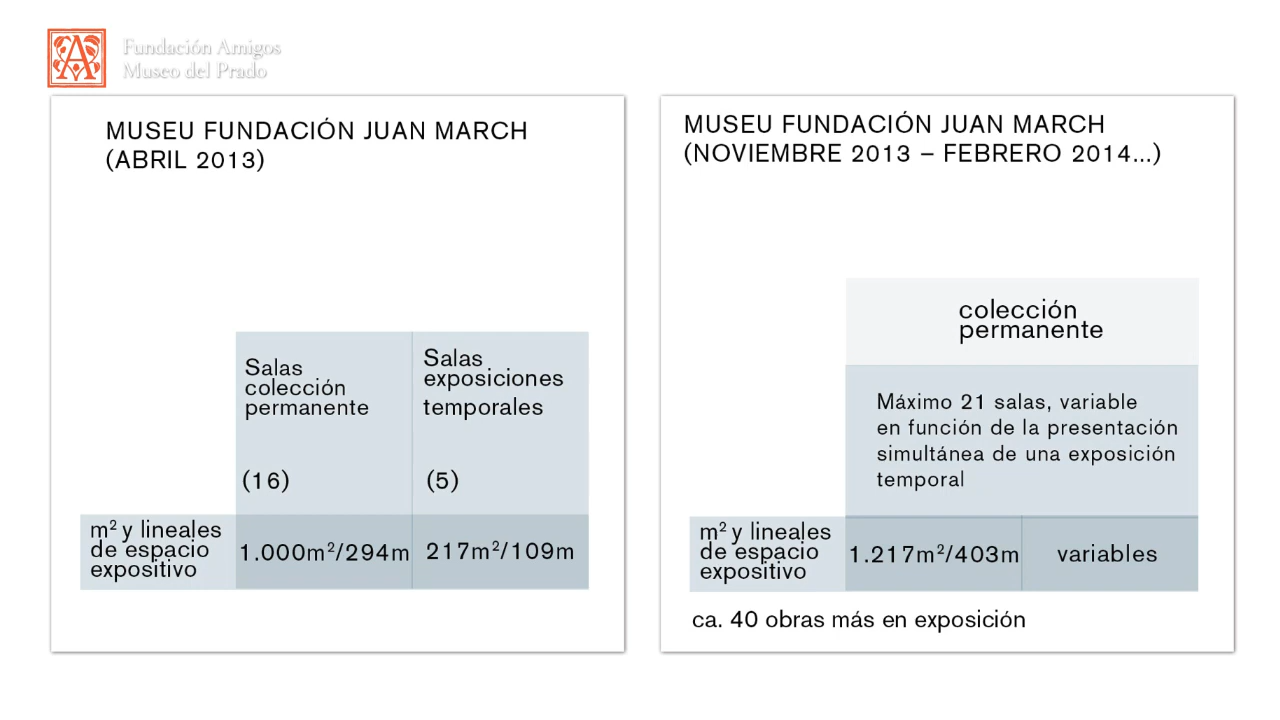 Fundación Amigos
Museo del Prado
MUSEU FUNDACIÓN JUAN MARCH
(ABRIL 2013)
Salas
colección
permanente
(16)
Salas
exposiciones
temporales
(5)
m² y lineales
de espacio
expositivo
1.000m²/294m
217m²/109m
MUSEU FUNDACIÓN JUAN MARCH
(NOVIEMBRE 2013 – FEBRERO 2014...)
colección
permanente
Máximo 21 salas, variable
en función de la presentación
simultánea de una exposición
temporal
m² y lineales
de espacio
expositivo
1.217m²/403m
variables
ca. 40 obras más en exposición